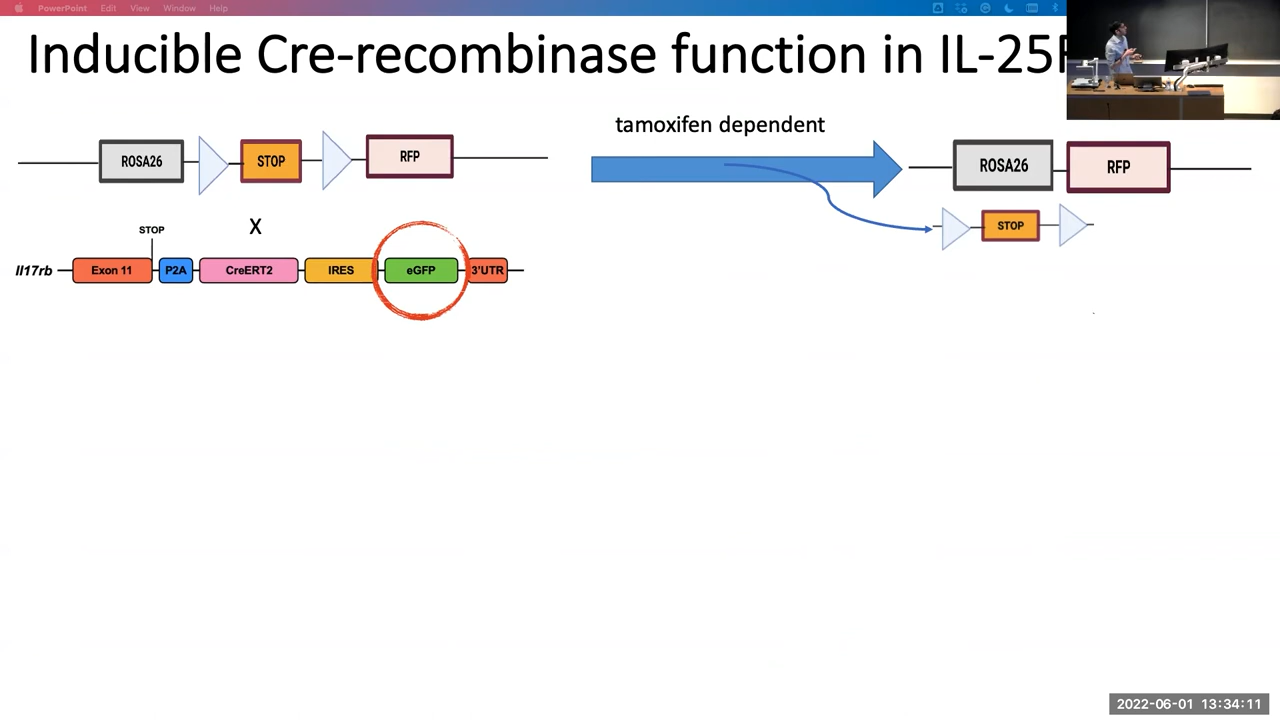 PowerPoint Edit View Window Help
Inducible Cre-recombinase function in IL-25
tamoxifen dependent
ROSA26 STOP RFP
ROSA26 RFP
STOP
X
STOP
Il17rb Exon 11 P2A CreERT2 IRES eGFP 3'UTR
2022-06-01 13:34:11